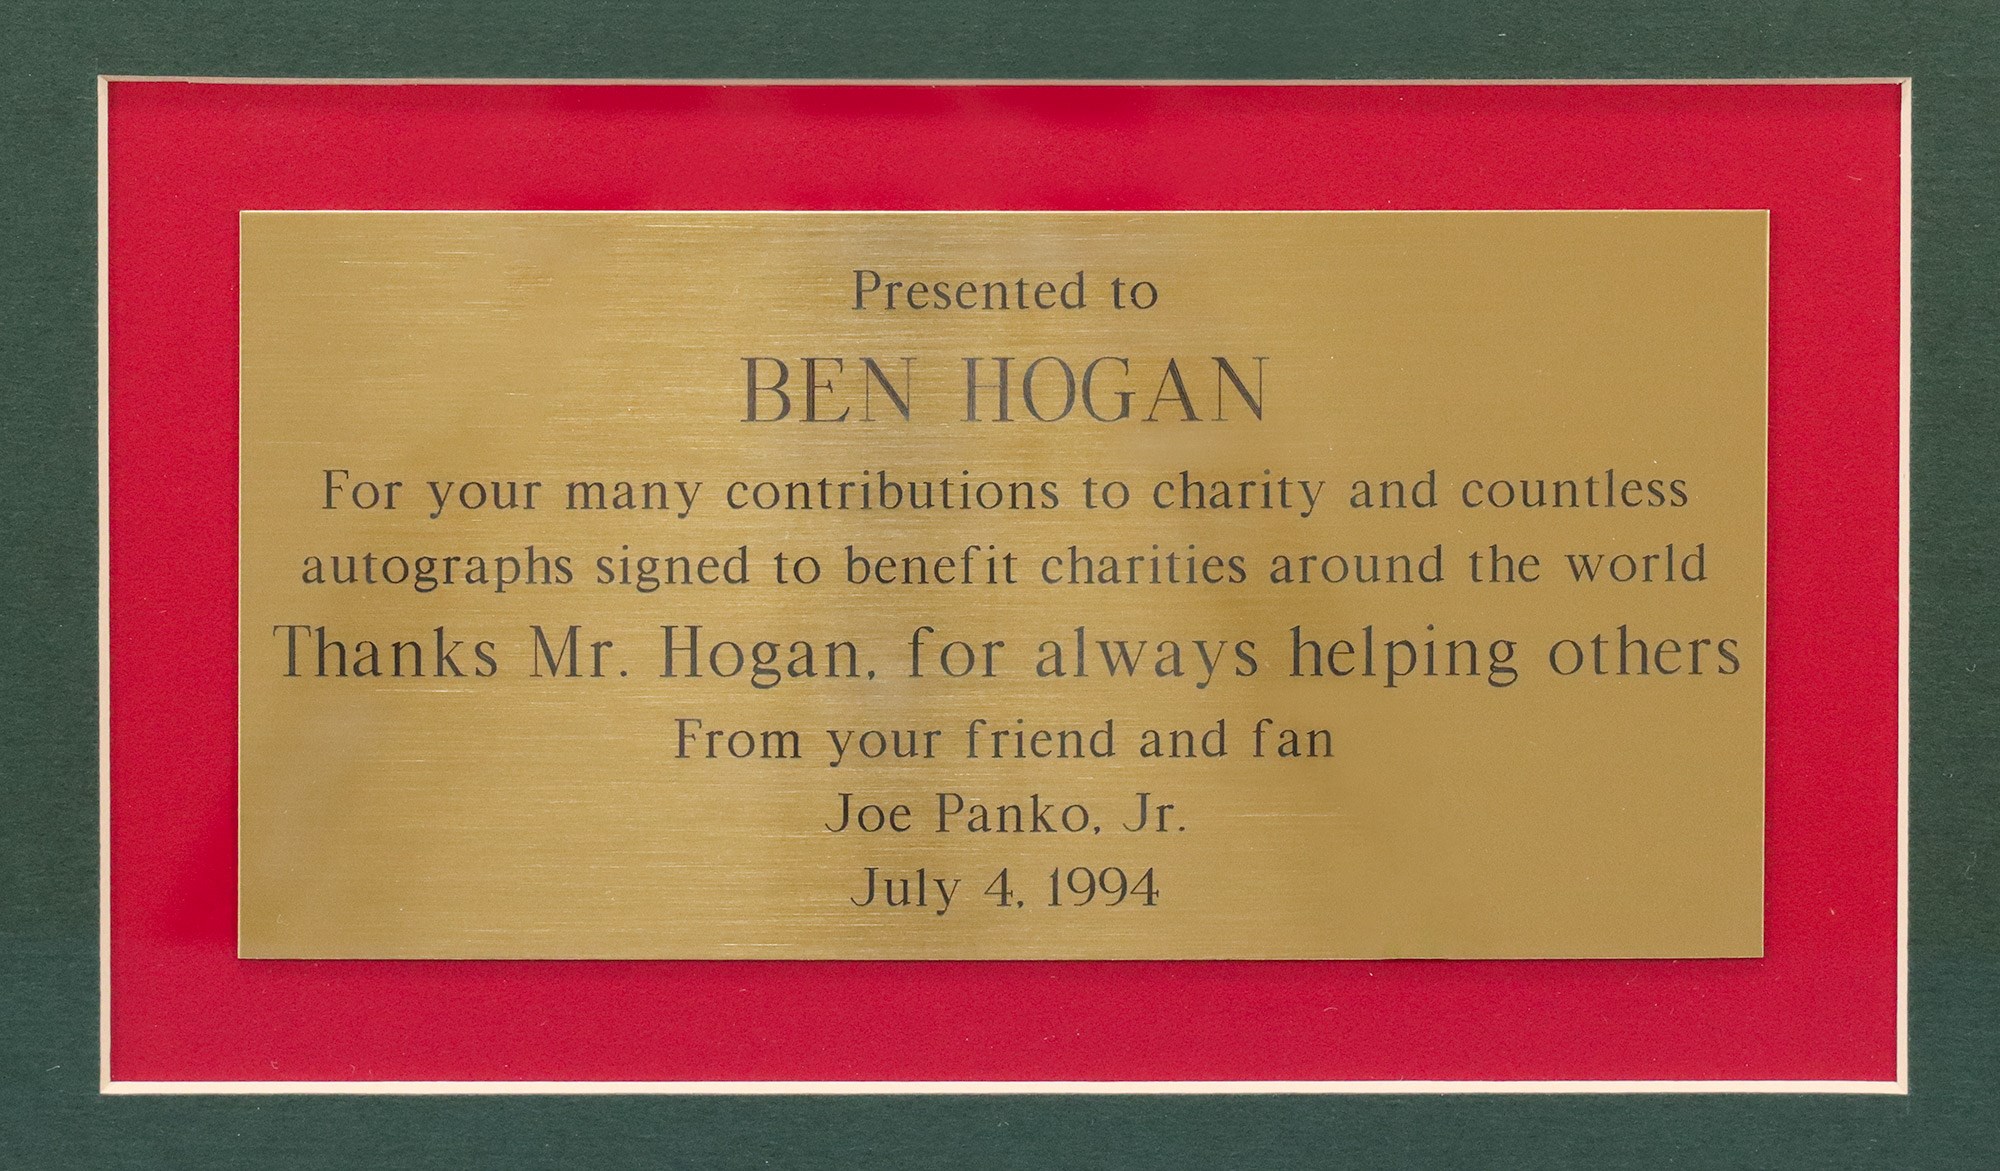 Presented to
BEN HOGAN
For your many contributions to charity and countless
autographs signed to benefit charities around the world
Thanks Mr. Hogan, for always helping others
From your friend and fan
Joe Panko, Jr.
July 4, 1994